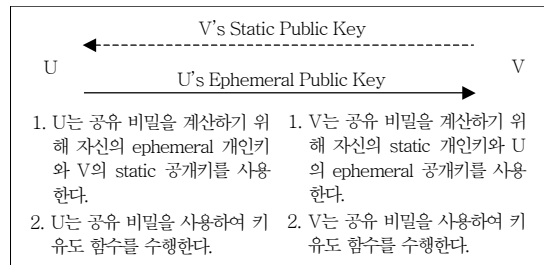 V's Static Public Key
U
V
U's Ephemeral Public Key
1. U는 공유 비밀을 계산하기 위
해 자신의 ephemeral 개인키
와 V의 static 공개키를 사용
한다.
2. U는 공유 비밀을 사용하여 키
유도 함수를 수행한다.
1. V는 공유 비밀을 계산하기 위
해 자신의 static 개인키와 U
의 ephemeral 공개키를 사용
한다.
2. V는 공유 비밀을 사용하여 키
유도 함수를 수행한다.